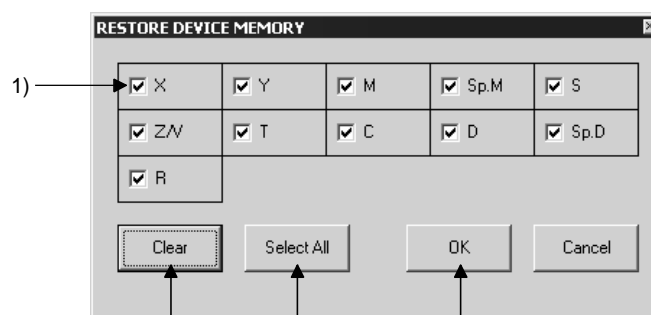 RESTORE DEVICE MEMORY
1) X Y M Sp.M S
Z/V T C D Sp.D
R
Clear Select All OK Cancel